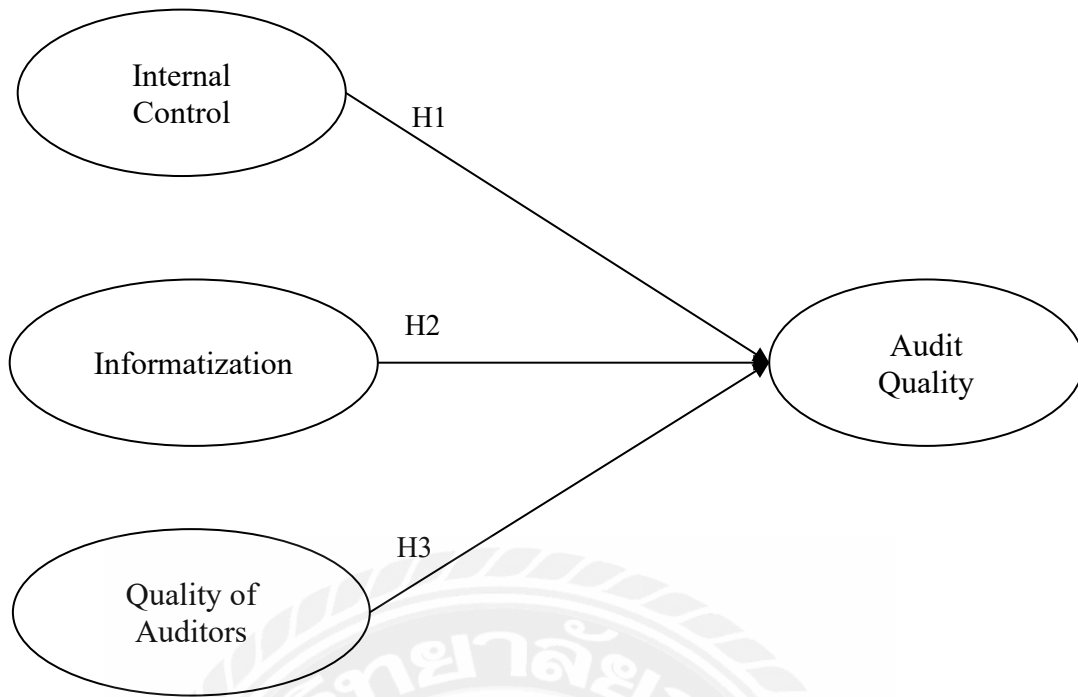 Internal
Control
H1
Informatization
H2
Audit
Quality
H3
Quality of
Auditors